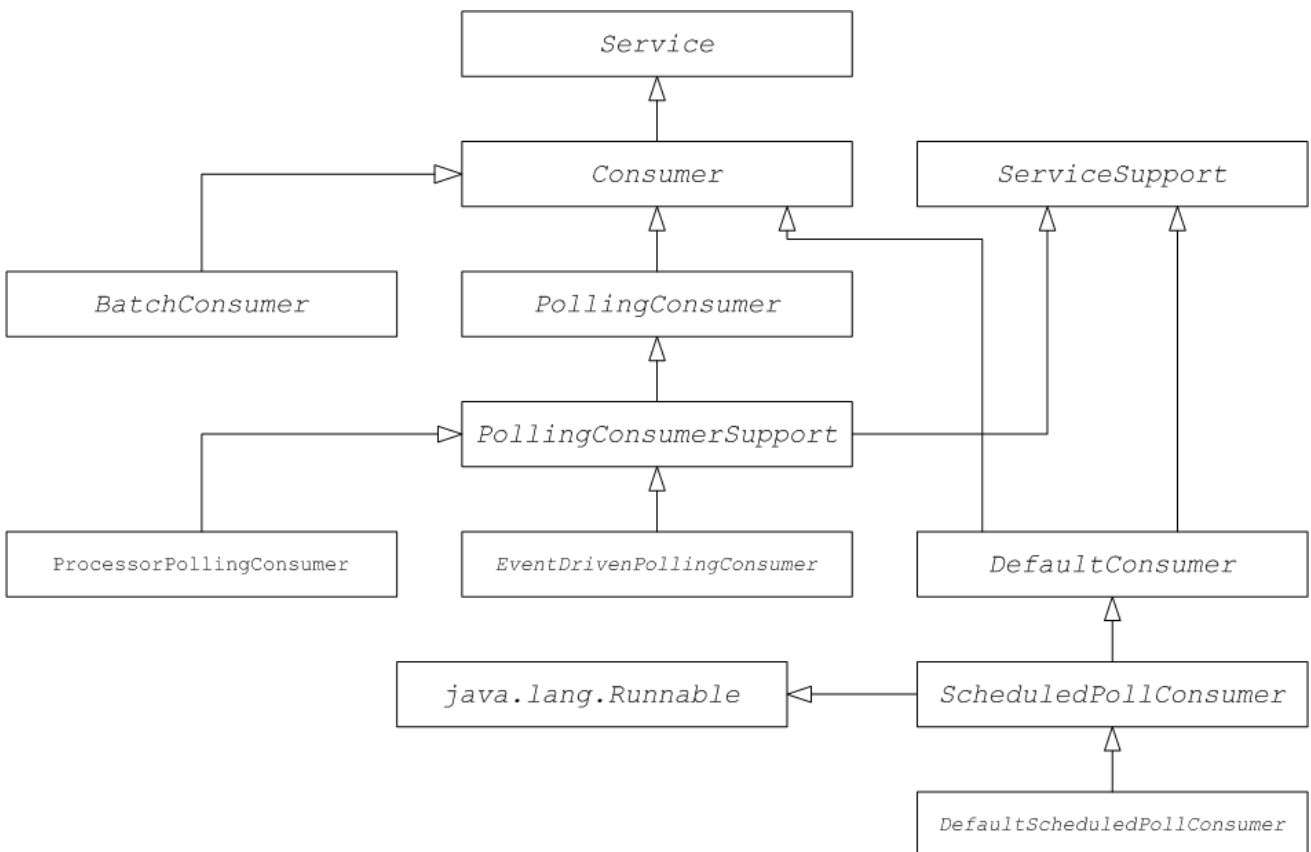 Service
Consumer
ServiceSupport
BatchConsumer
PollingConsumer
PollingConsumerSupport
ProcessorPollingConsumer
EventDrivenPollingConsumer
DefaultConsumer
java.lang.Runnable
ScheduledPollConsumer
DefaultScheduledPollConsumer